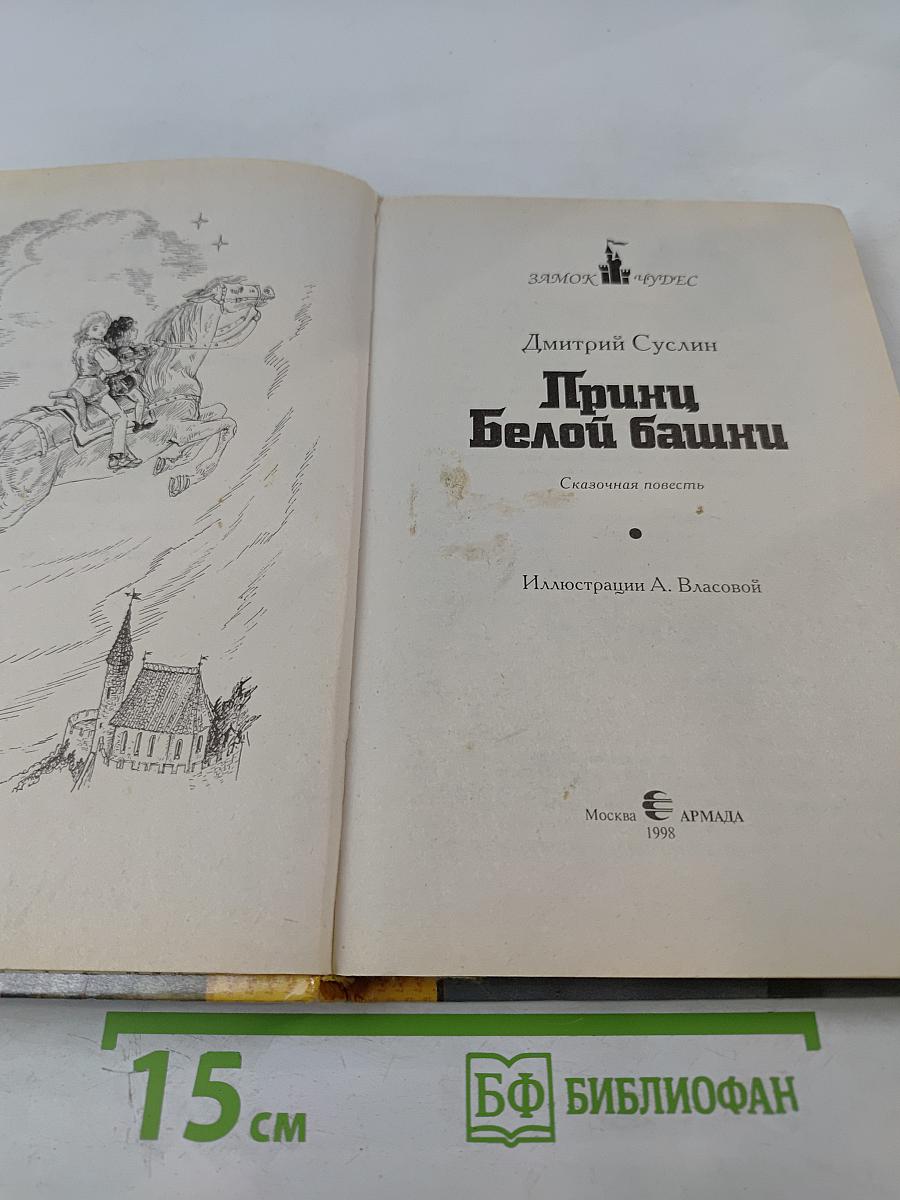 ЗАМОК ЧУДЕС
Дмитрий Суслин
Принц
Белой башни
Сказочная повесть
Иллюстрации А. Власовой
Москва АРМАДА
1998
15 см
БФ БИБЛИОФАН